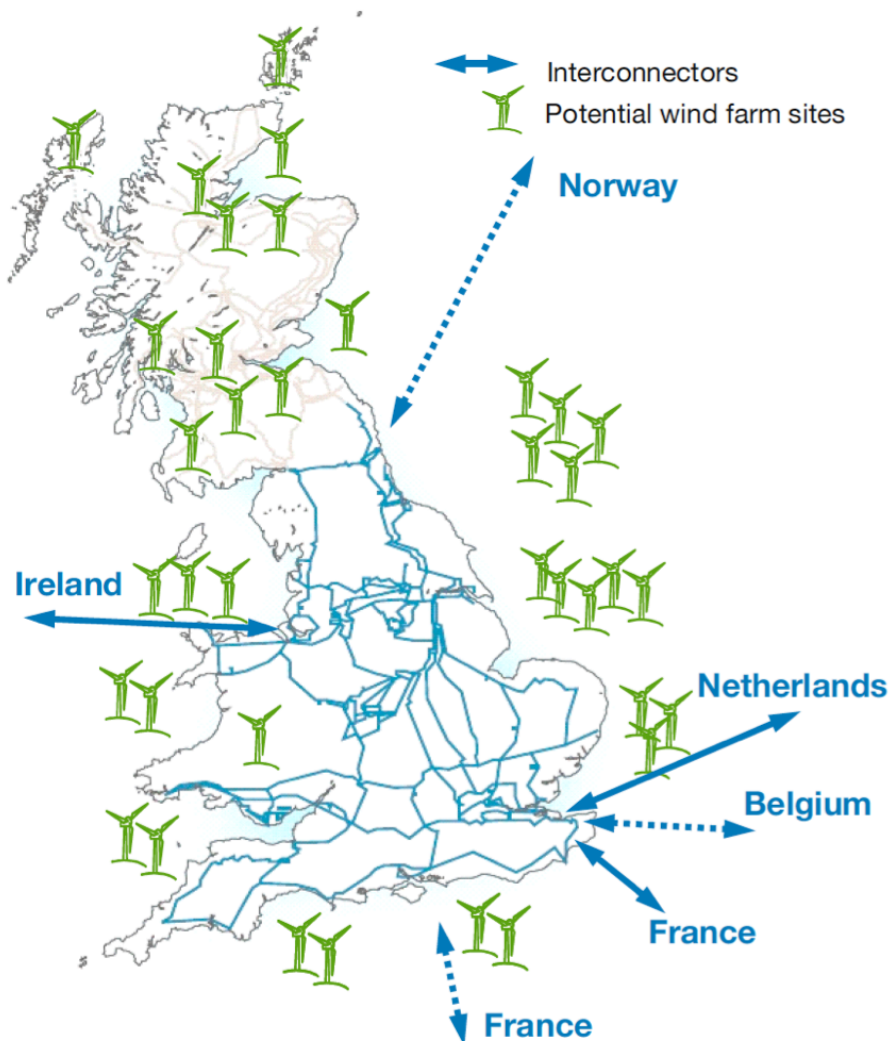 Interconnectors
Potential wind farm sites
Norway
Ireland
Netherlands
Belgium
France
France